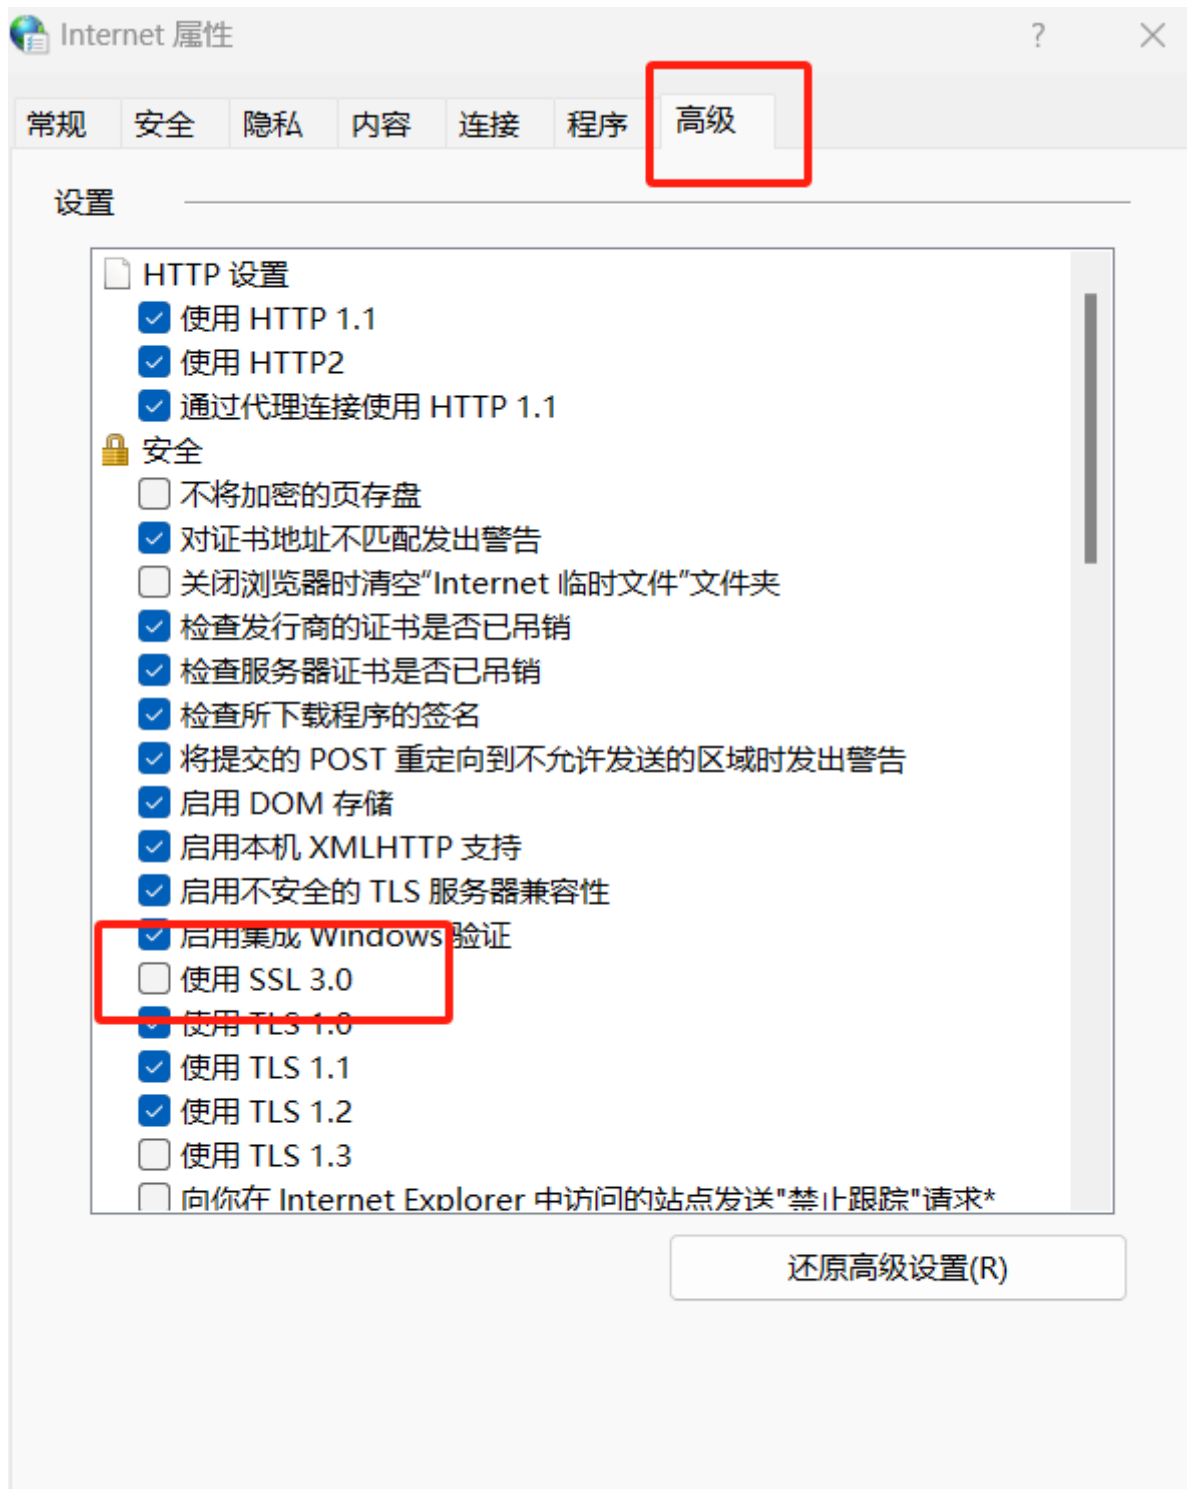 Internet 属性
?
常规 安全 隐私 内容 连接 程序 高级
设置
HTTP 设置
使用 HTTP 1.1
使用 HTTP2
通过代理连接使用 HTTP 1.1
安全
不将加密的页存盘
对证书地址不匹配发出警告
关闭浏览器时清空“Internet 临时文件”文件夹
检查发行商的证书是否已吊销
检查服务器证书是否已吊销
检查所下载程序的签名
将提交的 POST 重定向到不允许发送的区域时发出警告
启用 DOM 存储
启用本机 XMLHTTP 支持
启用不安全的 TLS 服务器兼容性
启用集成 Windows 验证
使用 SSL 3.0
使用 TLS 1.0
使用 TLS 1.1
使用 TLS 1.2
使用 TLS 1.3
向你在 Internet Explorer 中访问的站点发送"禁止跟踪"请求*
还原高级设置(R)